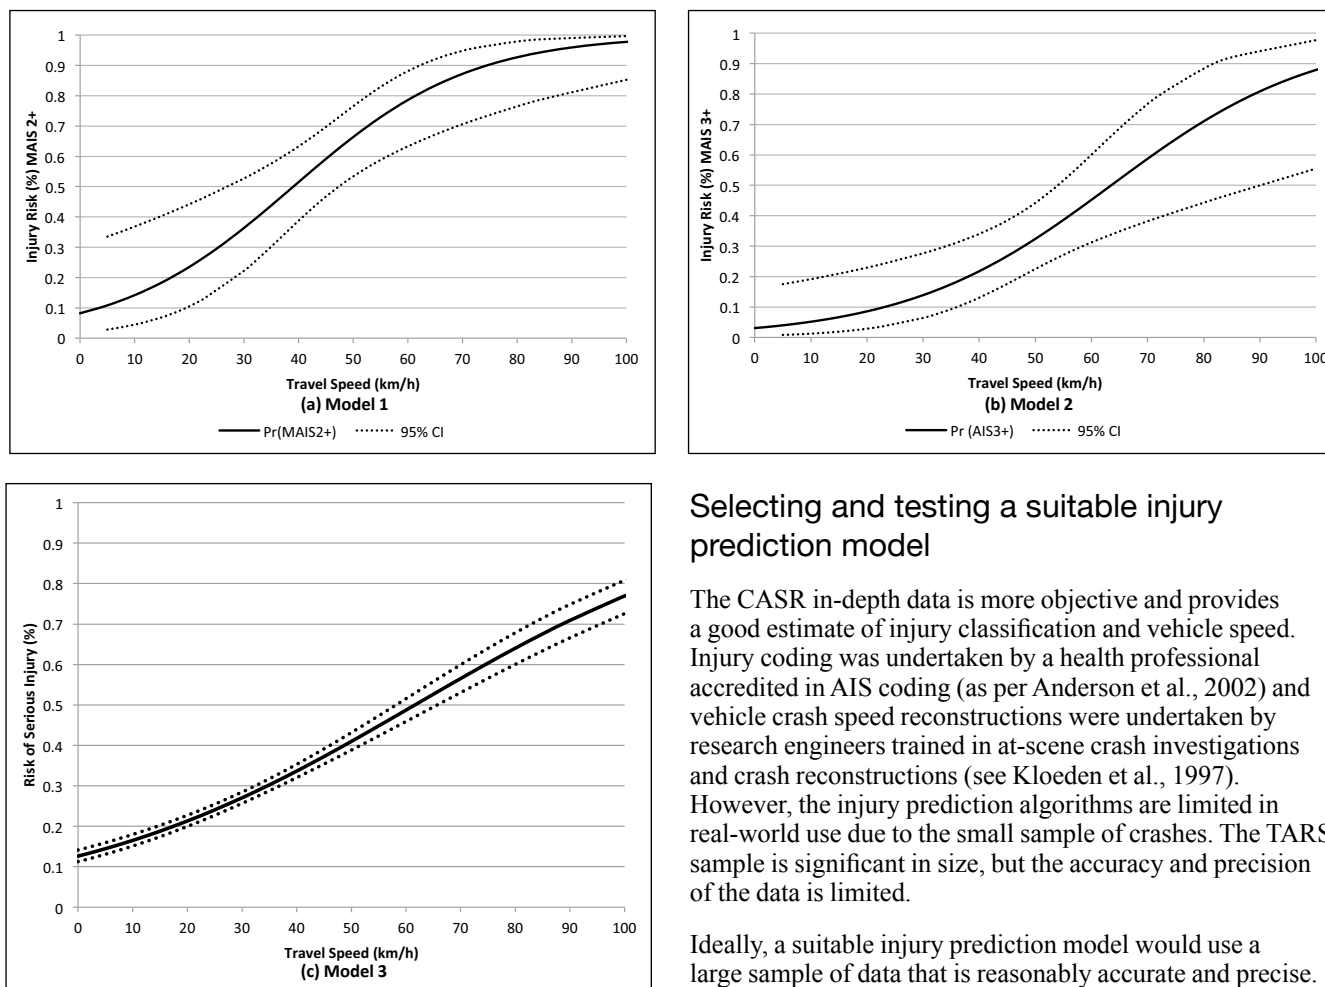 1
0.9
0.8
0.7
0.6
0.5
0.4
0.3
0.2
0.1
0
Injury Risk (%) MAIS 2+
0 10 20 30 40 50 60 70 80 90 100
Travel Speed (km/h)
(a) Model 1
Pr(MAIS2+) 95% CI
1
0.9
0.8
0.7
0.6
0.5
0.4
0.3
0.2
0.1
0
Injury Risk (%) MAIS 3+
0 10 20 30 40 50 60 70 80 90 100
Travel Speed (km/h)
(b) Model 2
Pr (AIS3+) 95% CI
1
0.9
0.8
0.7
0.6
0.5
0.4
0.3
0.2
0.1
0
Risk of Serious Injury (%)
0 10 20 30 40 50 60 70 80 90 100
Travel Speed (km/h)
(c) Model 3
Selecting and testing a suitable injury
prediction model
The CASR in-depth data is more objective and provides
a good estimate of injury classification and vehicle speed.
Injury coding was undertaken by a health professional
accredited in AIS coding (as per Anderson et al., 2002) and
vehicle crash speed reconstructions were undertaken by
research engineers trained in at-scene crash investigations
and crash reconstructions (see Kloeden et al., 1997).
However, the injury prediction algorithms are limited in
real-world use due to the small sample of crashes. The TARS
sample is significant in size, but the accuracy and precision
of the data is limited.
Ideally, a suitable injury prediction model would use a
large sample of data that is reasonably accurate and precise.